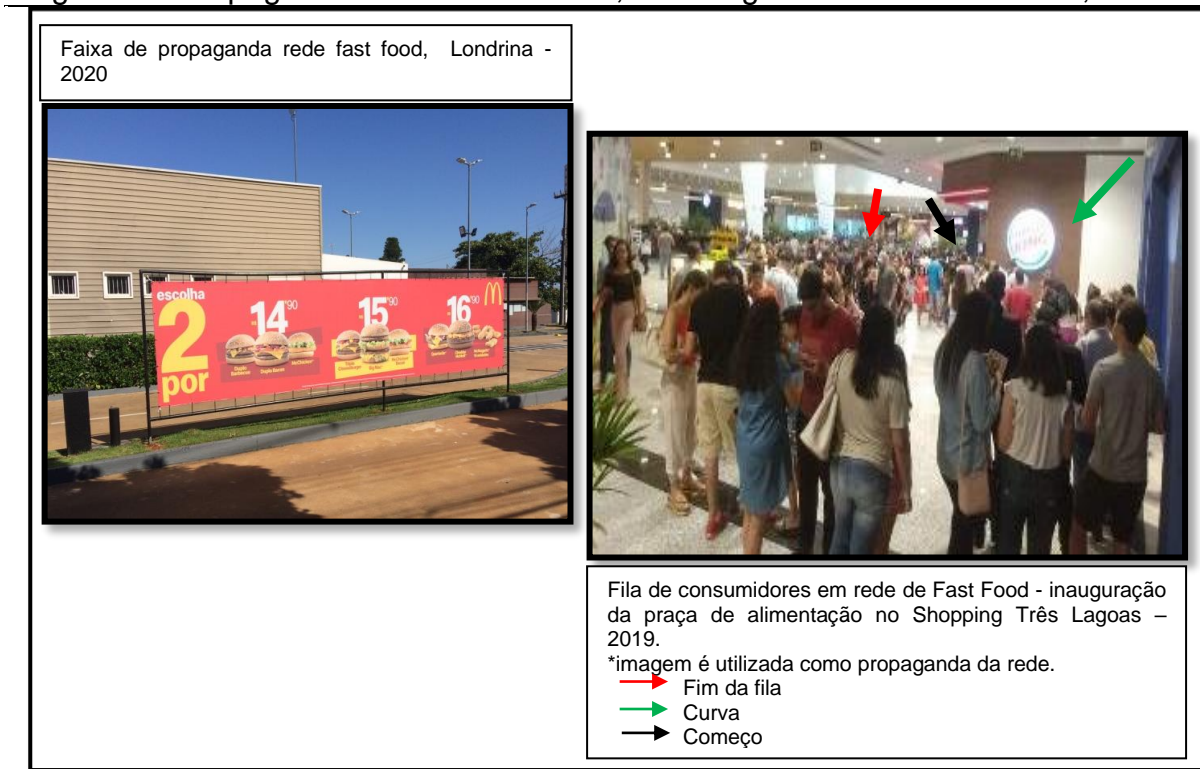 Faixa de propaganda rede fast food, Londrina -
2020
escolha
2
por
14'90
15'90
16'90
Fila de consumidores em rede de Fast Food - inauguração
da praça de alimentação no Shopping Três Lagoas –
2019.
*imagem é utilizada como propaganda da rede.
Fim da fila
Curva
Começo